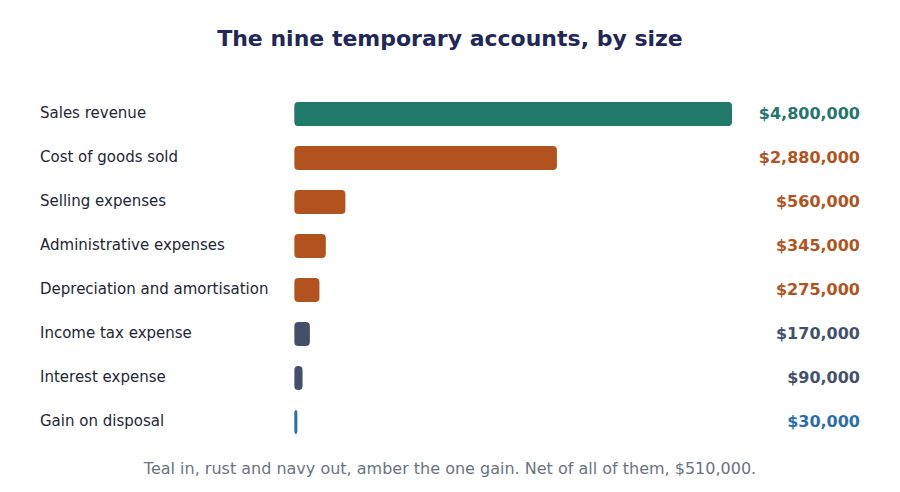 The nine temporary accounts, by size
Sales revenue $4,800,000
Cost of goods sold $2,880,000
Selling expenses $560,000
Administrative expenses $345,000
Depreciation and amortisation $275,000
Income tax expense $170,000
Interest expense $90,000
Gain on disposal $30,000
Teal in, rust and navy out, amber the one gain. Net of all of them, $510,000.